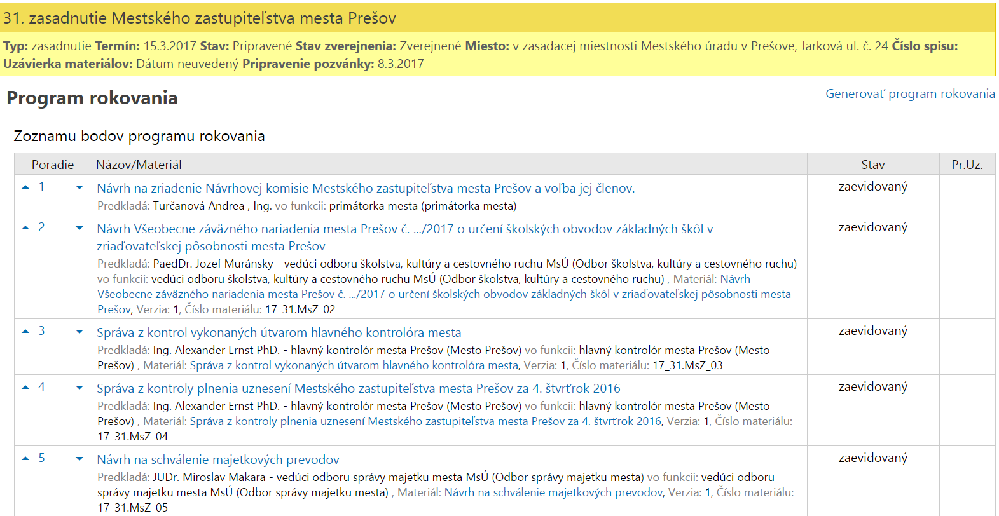 31. zasadnutie Mestského zastupiteľstva mesta Prešov
Typ: zasadnutie Termín: 15.3.2017 Stav: Pripravené Stav zverejnenia: Zverejnené Miesto: v zasadacej miestnosti Mestského úradu v Prešove, Jarková ul. č. 24 Číslo spisu:
Uzávierka materiálov: Dátum neuvedený Pripravenie pozvánky: 8.3.2017
Program rokovania
Generovať program rokovania
Zoznamu bodov programu rokovania
Poradie Názov/Materiál Stav Pr.Uz.
1 Návrh na zriadenie Návrhovej komisie Mestského zastupiteľstva mesta Prešov a voľba jej členov. zaevidovaný
Predkladá: Turčanová Andrea , Ing. vo funkcii: primátorka mesta (primátorka mesta)
2 Návrh Všeobecne záväzného nariadenia mesta Prešov č. .../2017 o určení školských obvodov základných škôl v zaevidovaný
zriaďovateľskej pôsobnosti mesta Prešov
Predkladá: PaedDr. Jozef Muránsky - vedúci odboru školstva, kultúry a cestovného ruchu MsÚ (Odbor školstva, kultúry a cestovného ruchu)
vo funkcii: vedúci odboru školstva, kultúry a cestovného ruchu MsÚ (Odbor školstva, kultúry a cestovného ruchu) , Materiál: Návrh
Všeobecne záväzného nariadenia mesta Prešov č. .../2017 o určení školských obvodov základných škôl v zriaďovateľskej pôsobnosti mesta
Prešov, Verzia: 1, Číslo materiálu: 17_31.MsZ_02
3 Správa z kontrol vykonaných útvarom hlavného kontrolóra mesta zaevidovaný
Predkladá: Ing. Alexander Ernst PhD. - hlavný kontrolór mesta Prešov (Mesto Prešov) vo funkcii: hlavný kontrolór mesta Prešov (Mesto
Prešov) , Materiál: Správa z kontrol vykonaných útvarom hlavného kontrolóra mesta, Verzia: 1, Číslo materiálu: 17_31.MsZ_03
4 Správa z kontroly plnenia uznesení Mestského zastupiteľstva mesta Prešov za 4. štvrťrok 2016 zaevidovaný
Predkladá: Ing. Alexander Ernst PhD. - hlavný kontrolór mesta Prešov (Mesto Prešov) vo funkcii: hlavný kontrolór mesta Prešov (Mesto
Prešov) , Materiál: Správa z kontroly plnenia uznesení Mestského zastupiteľstva mesta Prešov za 4. štvrťrok 2016, Verzia: 1, Číslo materiálu:
17_31.MsZ_04
5 Návrh na schválenie majetkových prevodov zaevidovaný
Predkladá: JUDr. Miroslav Makara - vedúci odboru správy majetku mesta MsÚ (Odbor správy majetku mesta) vo funkcii: vedúci odboru
správy majetku mesta MsÚ (Odbor správy majetku mesta) , Materiál: Návrh na schválenie majetkových prevodov, Verzia: 1, Číslo materiálu:
17_31.MsZ_05